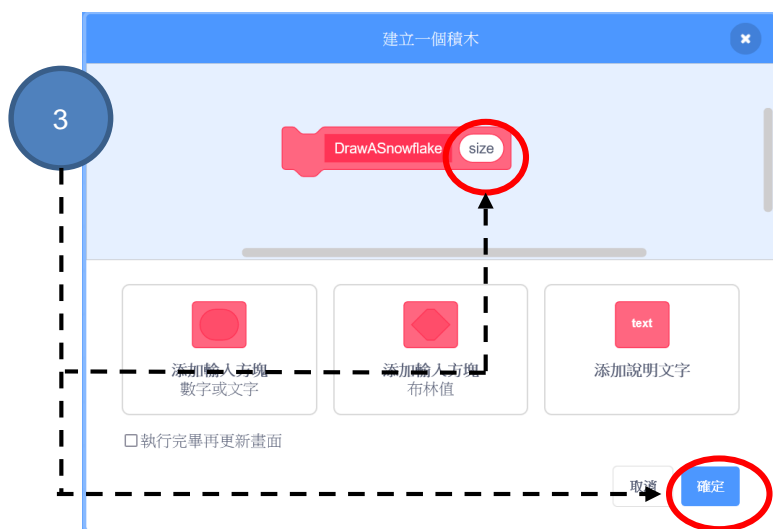 建立一個積木
3
DrawASnowflake size
添加輸入方塊
數字或文字
添加輸入方塊
布林值
text
添加說明文字
執行完畢再更新畫面
取消
確定